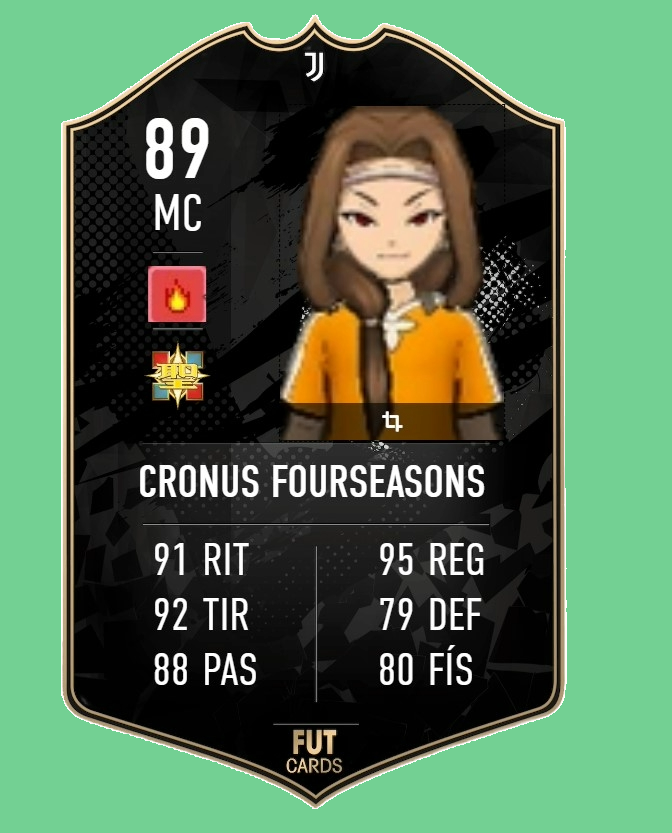 89
MC
CRONUS FOURSEASONS
91 RIT
95 REG
92 TIR
79 DEF
88 PAS
80 FÍS
FUT
CARDS